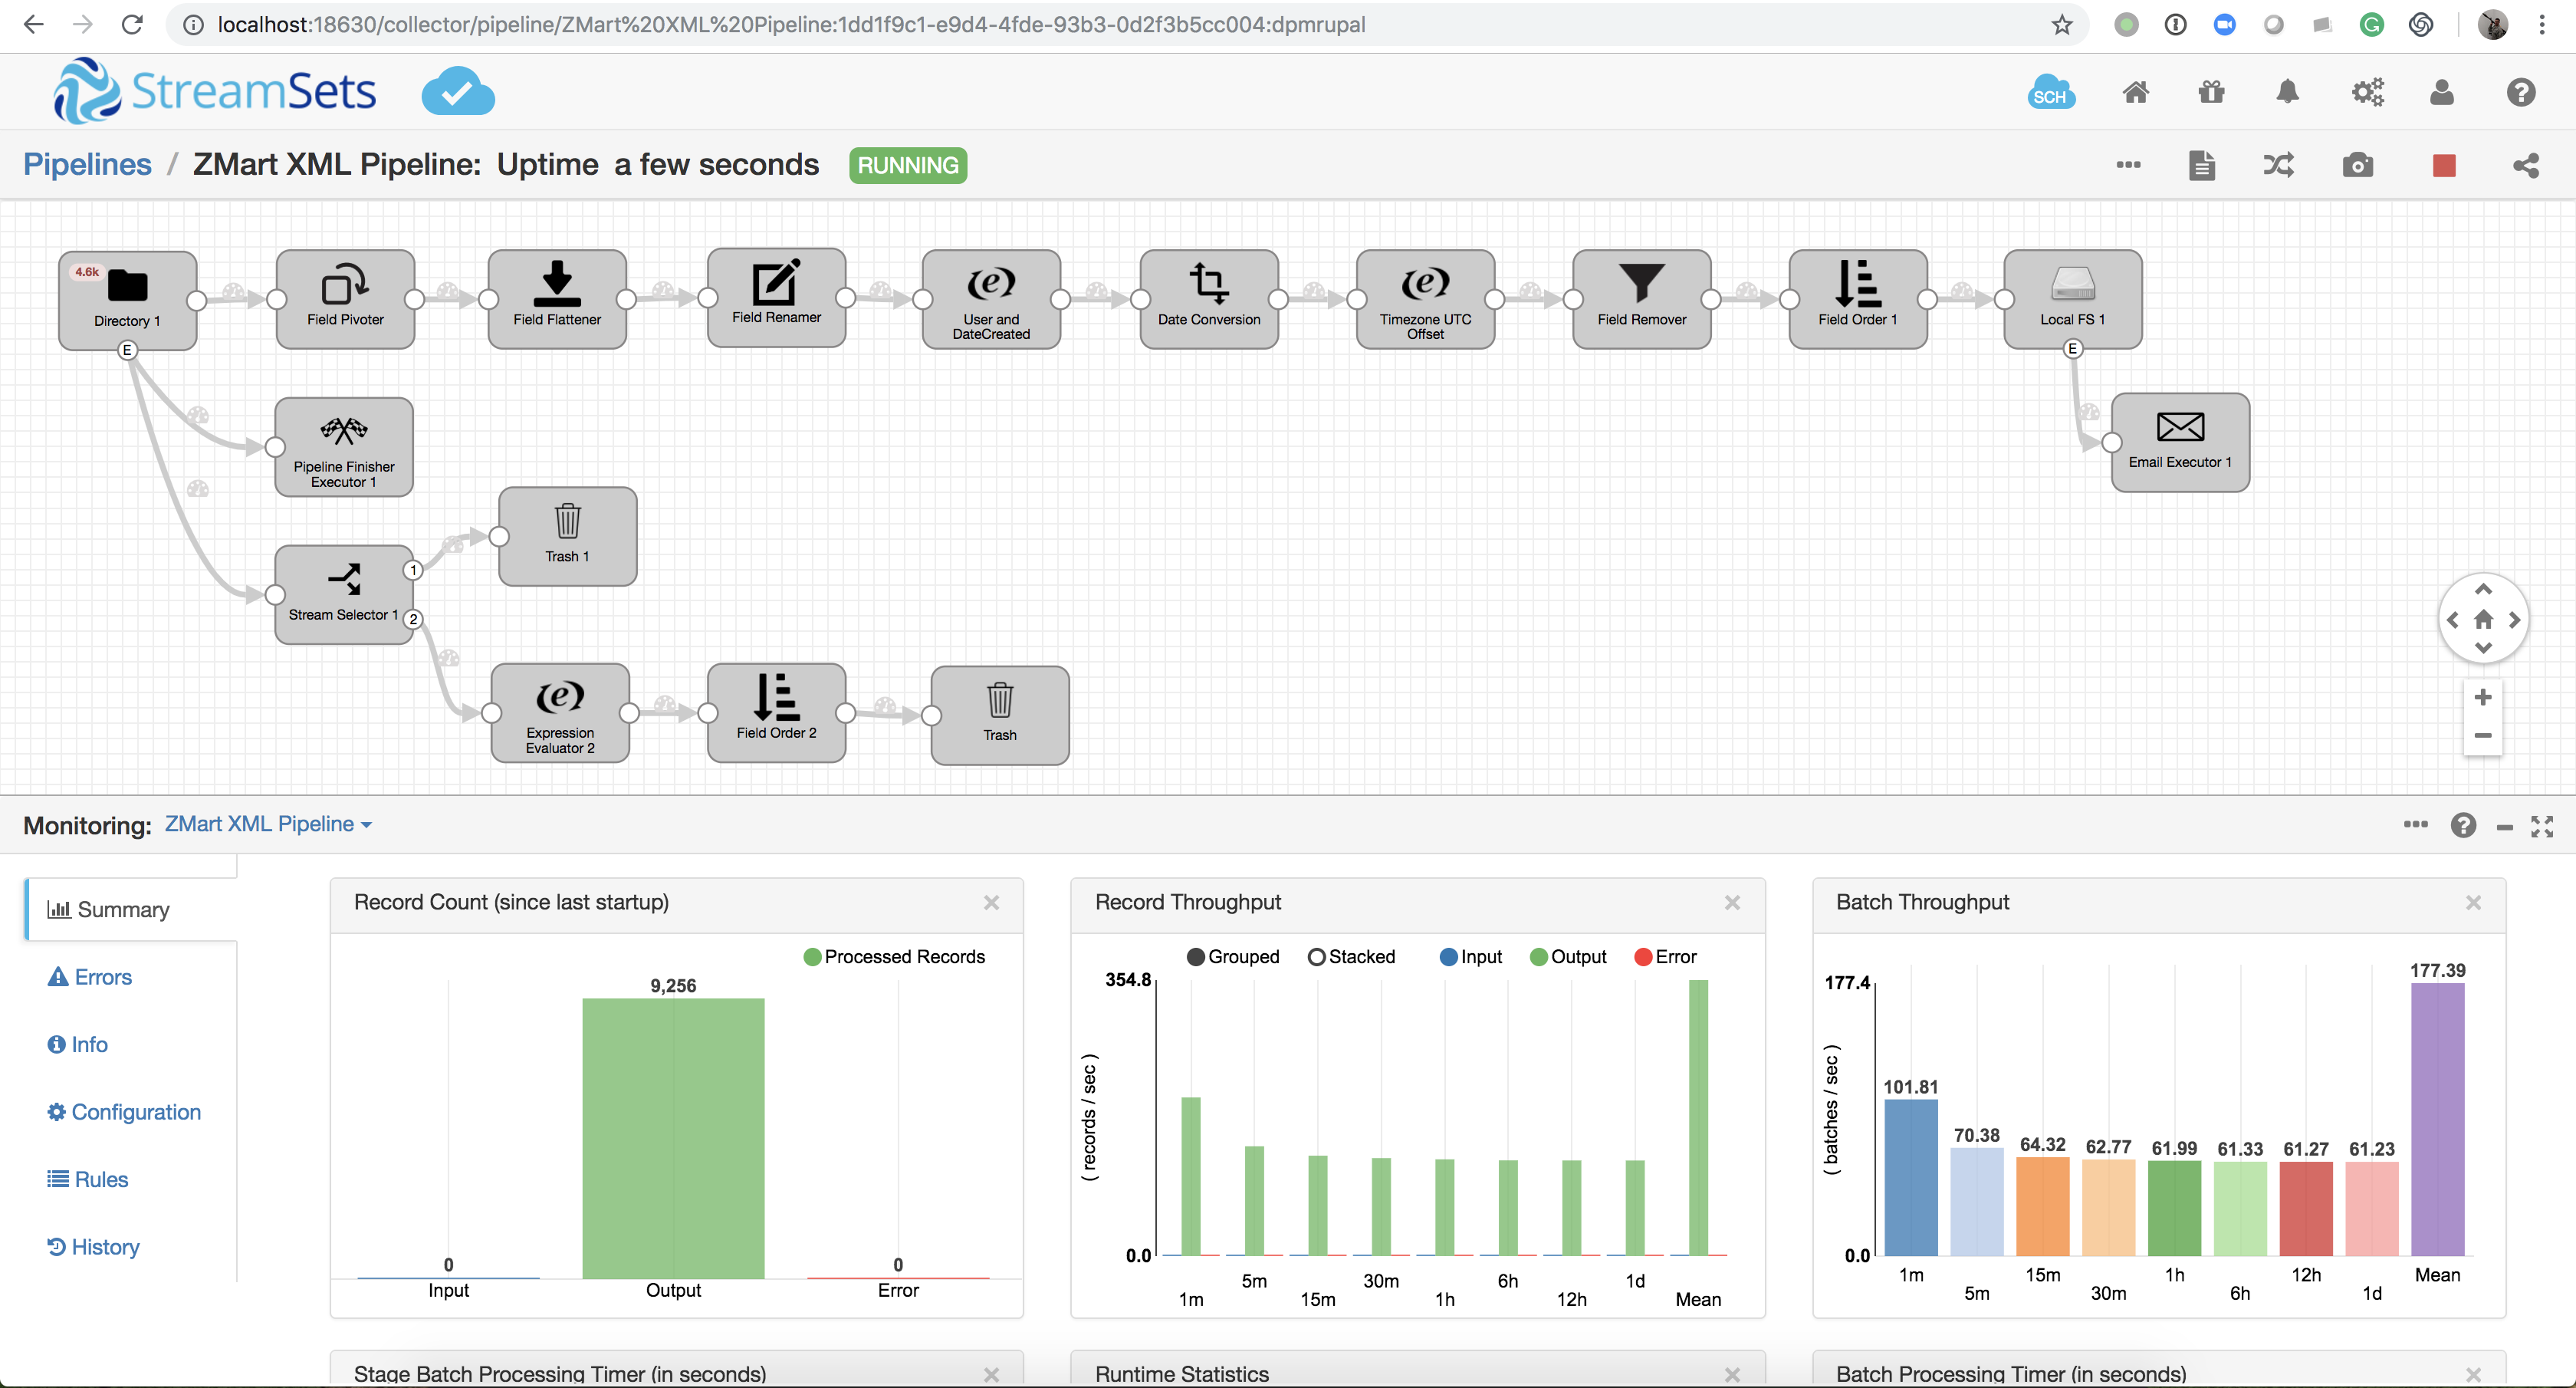 localhost:18630/collector/pipeline/ZMart%20XML%20Pipeline:1dd1f9c1-e9d4-4fde-93b3-0d2f3b5cc004:dpmrupal
StreamSets
SCH
Pipelines / ZMart XML Pipeline: Uptime a few seconds RUNNING
4.6k
Directory 1
E
Field Pivoter
Field Flattener
Field Renamer
User and
DateCreated
Date Conversion
Timezone UTC
Offset
Field Remover
Field Order 1
Local FS 1
E
Pipeline Finisher
Executor 1
Email Executor 1
Trash 1
Stream Selector 1
1
2
Expression
Evaluator 2
Field Order 2
Trash
Monitoring: ZMart XML Pipeline
Summary
Errors
Info
Configuration
Rules
History
Record Count (since last startup)
Processed Records
9,256
0
0
Input Output Error
Record Throughput
Grouped Stacked Input Output Error
354.8
( records / sec )
0.0
1m 5m 15m 30m 1h 6h 12h 1d Mean
Batch Throughput
177.4
( batches / sec )
0.0
101.81 70.38 64.32 62.77 61.99 61.33 61.27 61.23 177.39
1m 5m 15m 30m 1h 6h 12h 1d Mean
Stage Batch Processing Timer (in seconds)
Runtime Statistics
Batch Processing Timer (in seconds)